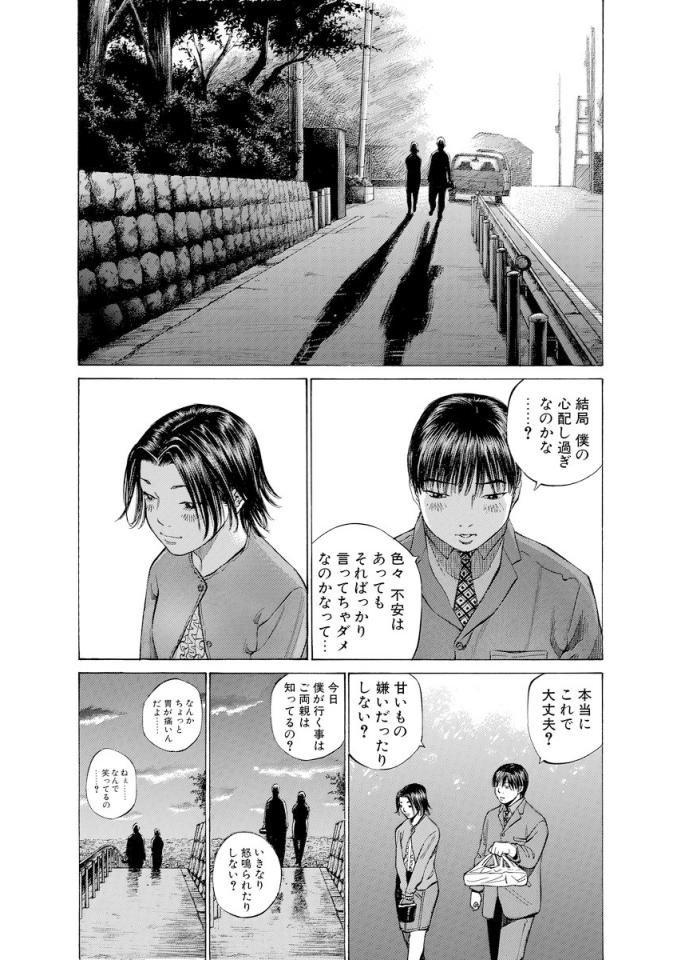 結局 僕の
心配し過ぎ
なのかな
……？
色々 不安は
あっても
そればっかり
言ってちゃダメ
なのかなって…
本当に
これで
大丈夫？
甘いもの
嫌いだったり
しない？
今日
僕が行く事は
ご両親は
知ってるの？
いきなり
怒鳴られたり
しない？
なんか
ちょっと
胃が痛いん
だよ……
ねぇ……
なんで
笑ってるの
……？